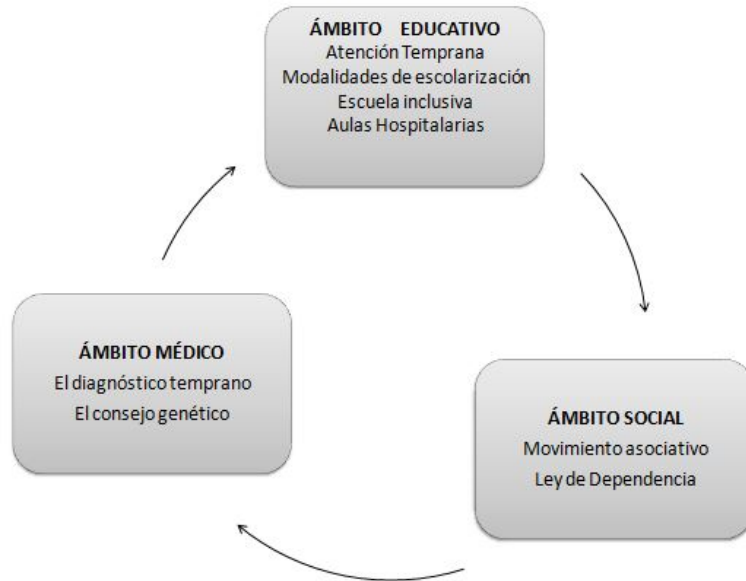 ÁMBITO EDUCATIVO
Atención Temprana
Modalidades de escolarización
Escuela inclusiva
Aulas Hospitalarias
ÁMBITO MÉDICO
El diagnóstico temprano
El consejo genético
ÁMBITO SOCIAL
Movimiento asociativo
Ley de Dependencia